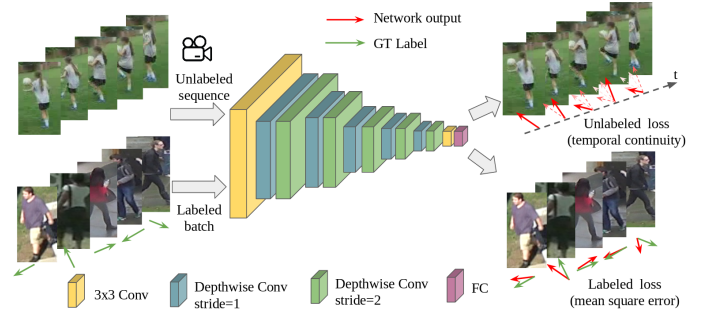 Network output
GT Label
Unlabeled
sequence
t
Unlabeled loss
(temporal continuity)
Labeled
batch
3x3 Conv
Depthwise Conv
stride=1
Depthwise Conv
stride=2
FC
Labeled loss
(mean square error)